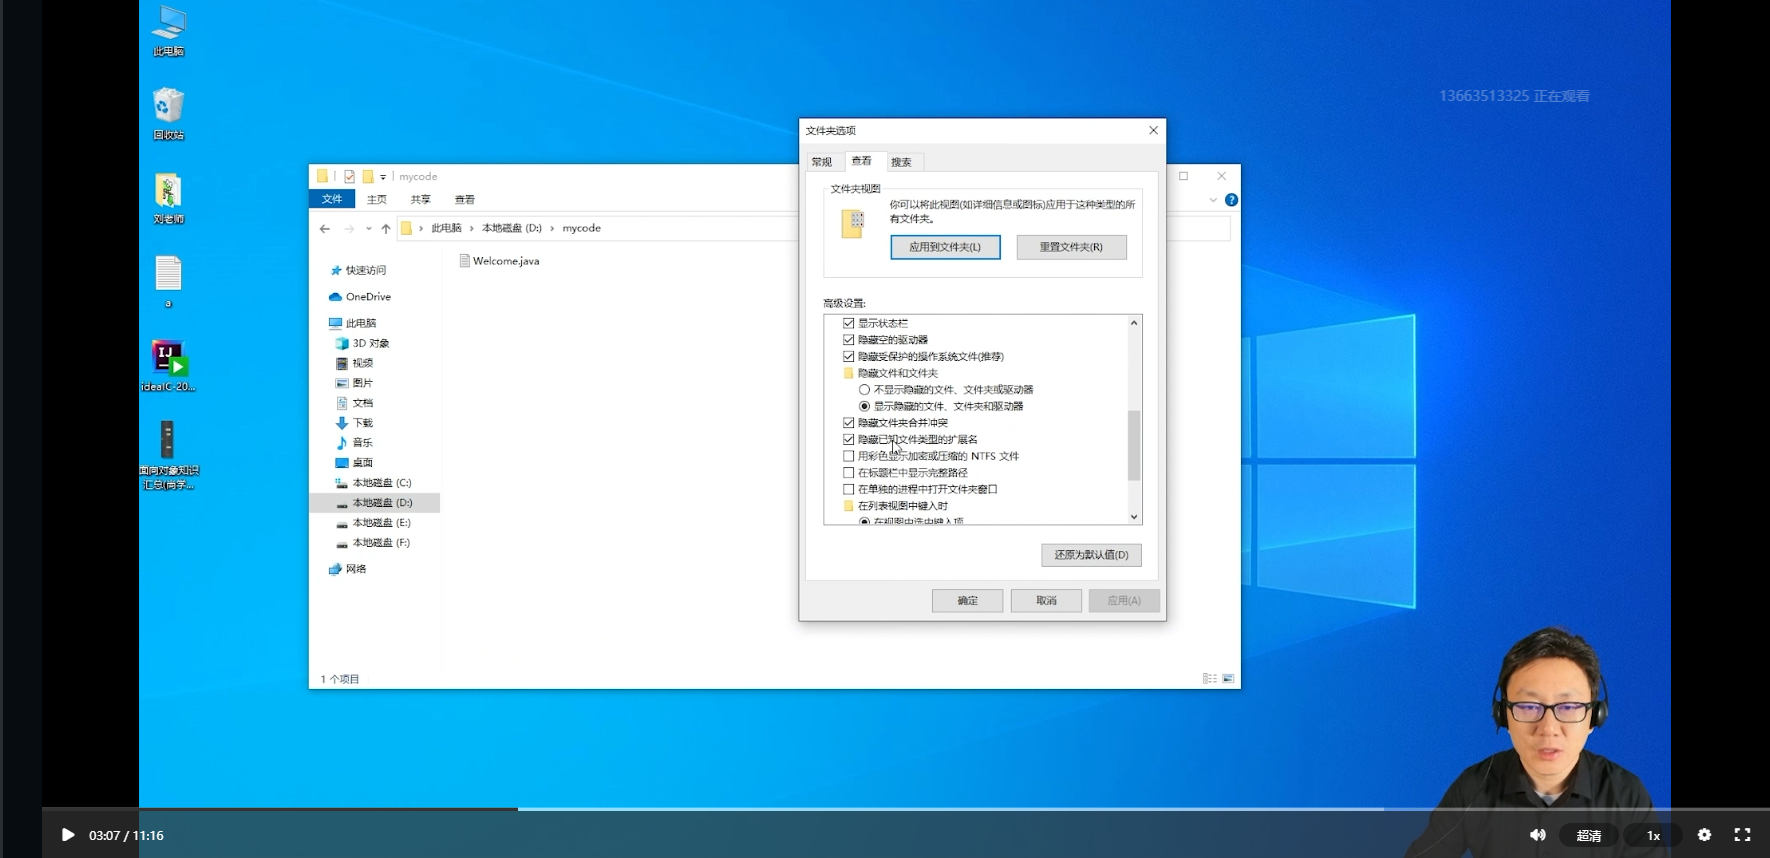 此电脑
回收站
刘老师
a
ideaIC-20...
面向对象知识
汇总(尚学...
13663513325 正在观看
mycode
文件
主页
共享
查看
此电脑 › 本地磁盘 (D:) › mycode
快速访问
OneDrive
此电脑
3D 对象
视频
图片
文档
下载
音乐
桌面
本地磁盘 (C:)
本地磁盘 (D:)
本地磁盘 (E:)
本地磁盘 (F:)
网络
Welcome.java
1 个项目
文件夹选项
常规
查看
搜索
文件夹视图
你可以将此视图(如详细信息或图标)应用于这种类型的所
有文件夹。
应用到文件夹(L)
重置文件夹(R)
高级设置:
显示状态栏
隐藏空的驱动器
隐藏受保护的操作系统文件(推荐)
隐藏文件和文件夹
不显示隐藏的文件、文件夹或驱动器
显示隐藏的文件、文件夹和驱动器
隐藏文件夹合并冲突
隐藏已知文件类型的扩展名
用彩色显示加密或压缩的 NTFS 文件
在标题栏中显示完整路径
在单独的进程中打开文件夹窗口
在列表视图中键入时
在视图中选中键入项
还原为默认值(D)
确定
取消
应用(A)
03:07 / 11:16
超清
1x